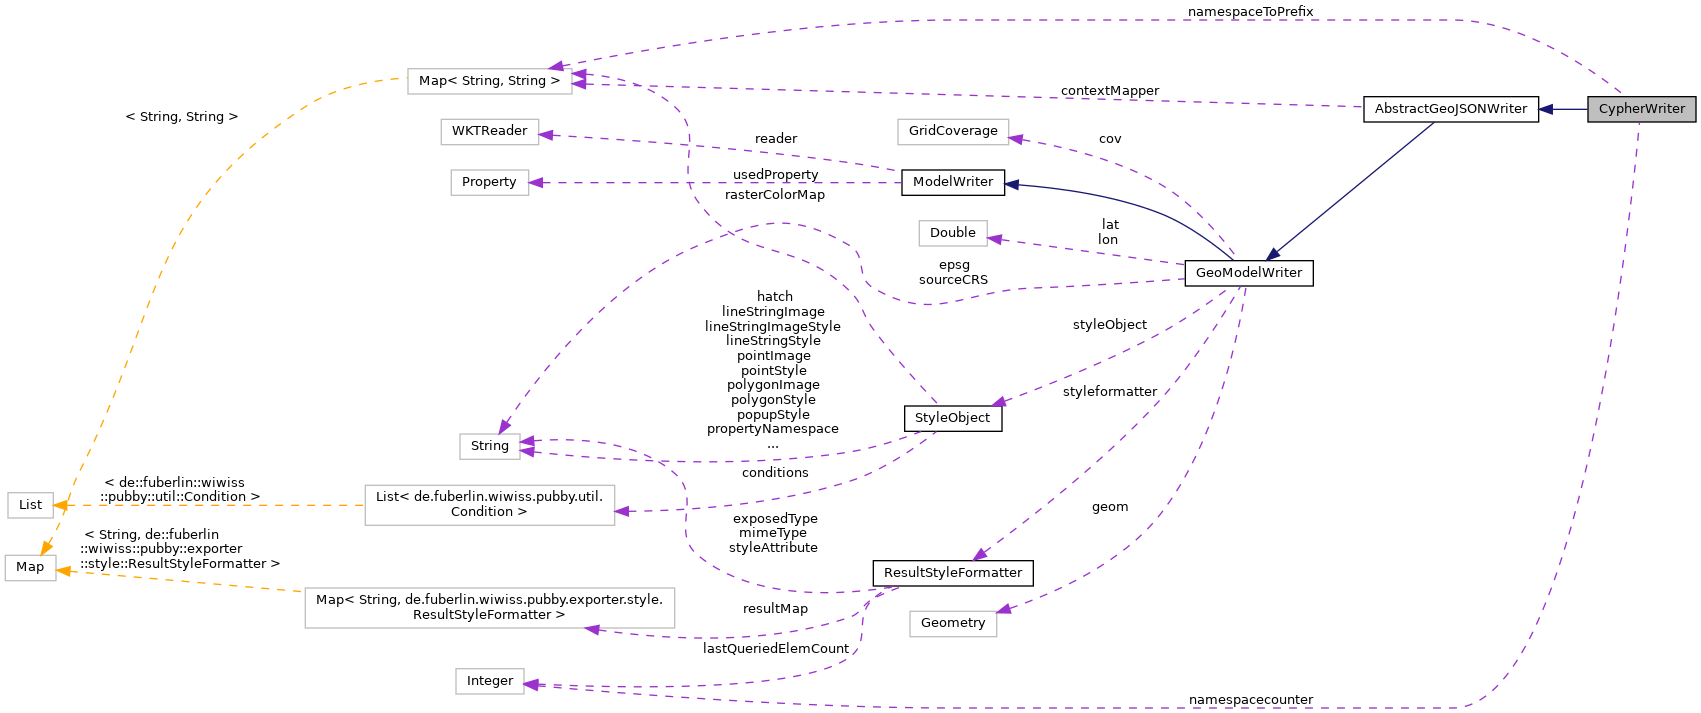 namespaceToPrefix
Map< String, String >
contextMapper
AbstractGeoJSONWriter
CypherWriter
< String, String >
WKTReader
reader
GridCoverage
cov
usedProperty
Property
ModelWriter
rasterColorMap
lat
lon
Double
epsg
sourceCRS
GeoModelWriter
hatch
lineStringImage
lineStringImageStyle
lineStringStyle
pointImage
pointStyle
polygonImage
polygonStyle
popupStyle
propertyNamespace
...
styleObject
styleformatter
StyleObject
String
conditions
< de::fuberlin::wiwiss
::pubby::util::Condition >
List< de.fuberlin.wiwiss.pubby.util.
Condition >
List
geom
exposedType
mimeType
styleAttribute
< String, de::fuberlin
::wiwiss::pubby::exporter
::style::ResultStyleFormatter >
Map
ResultStyleFormatter
Map< String, de.fuberlin.wiwiss.pubby.exporter.style.
ResultStyleFormatter >
resultMap
Geometry
lastQueriedElemCount
Integer
namespacecounter